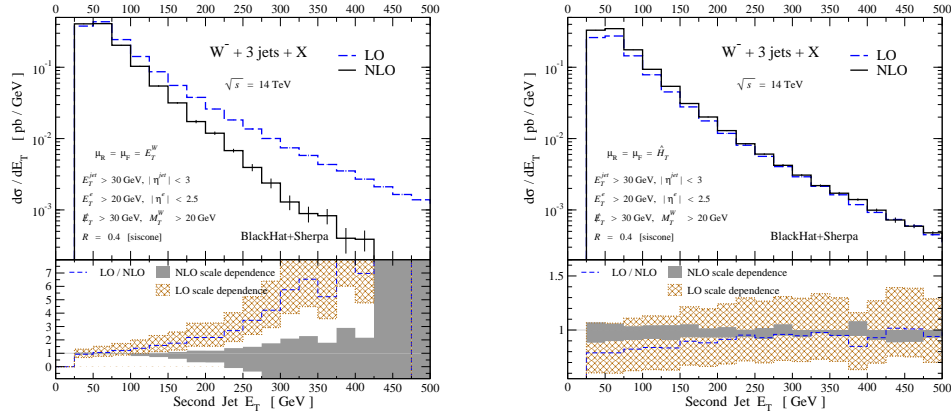 W⁻ + 3 jets + X
√s = 14 TeV
LO
NLO
dσ / dE_T [ pb / GeV ]
10⁻¹
10⁻²
10⁻³
μ_R = μ_F = E_T^W
E_T^jet > 30 GeV, | η^jet | < 3
E_T^e > 20 GeV, | η^e | < 2.5
E̸_T > 30 GeV, M_T^W > 20 GeV
R = 0.4 [siscone]
BlackHat+Sherpa
LO / NLO
NLO scale dependence
LO scale dependence
7
6
5
4
3
2
1
0
0 50 100 150 200 250 300 350 400 450 500
Second Jet E_T [ GeV ]
W⁻ + 3 jets + X
√s = 14 TeV
LO
NLO
dσ / dE_T [ pb / GeV ]
10⁻¹
10⁻²
10⁻³
μ_R = μ_F = Ĥ_T
E_T^jet > 30 GeV, | η^jet | < 3
E_T^e > 20 GeV, | η^e | < 2.5
E̸_T > 30 GeV, M_T^W > 20 GeV
R = 0.4 [siscone]
BlackHat+Sherpa
LO / NLO
NLO scale dependence
LO scale dependence
1.5
1
0 50 100 150 200 250 300 350 400 450 500
Second Jet E_T [ GeV ]